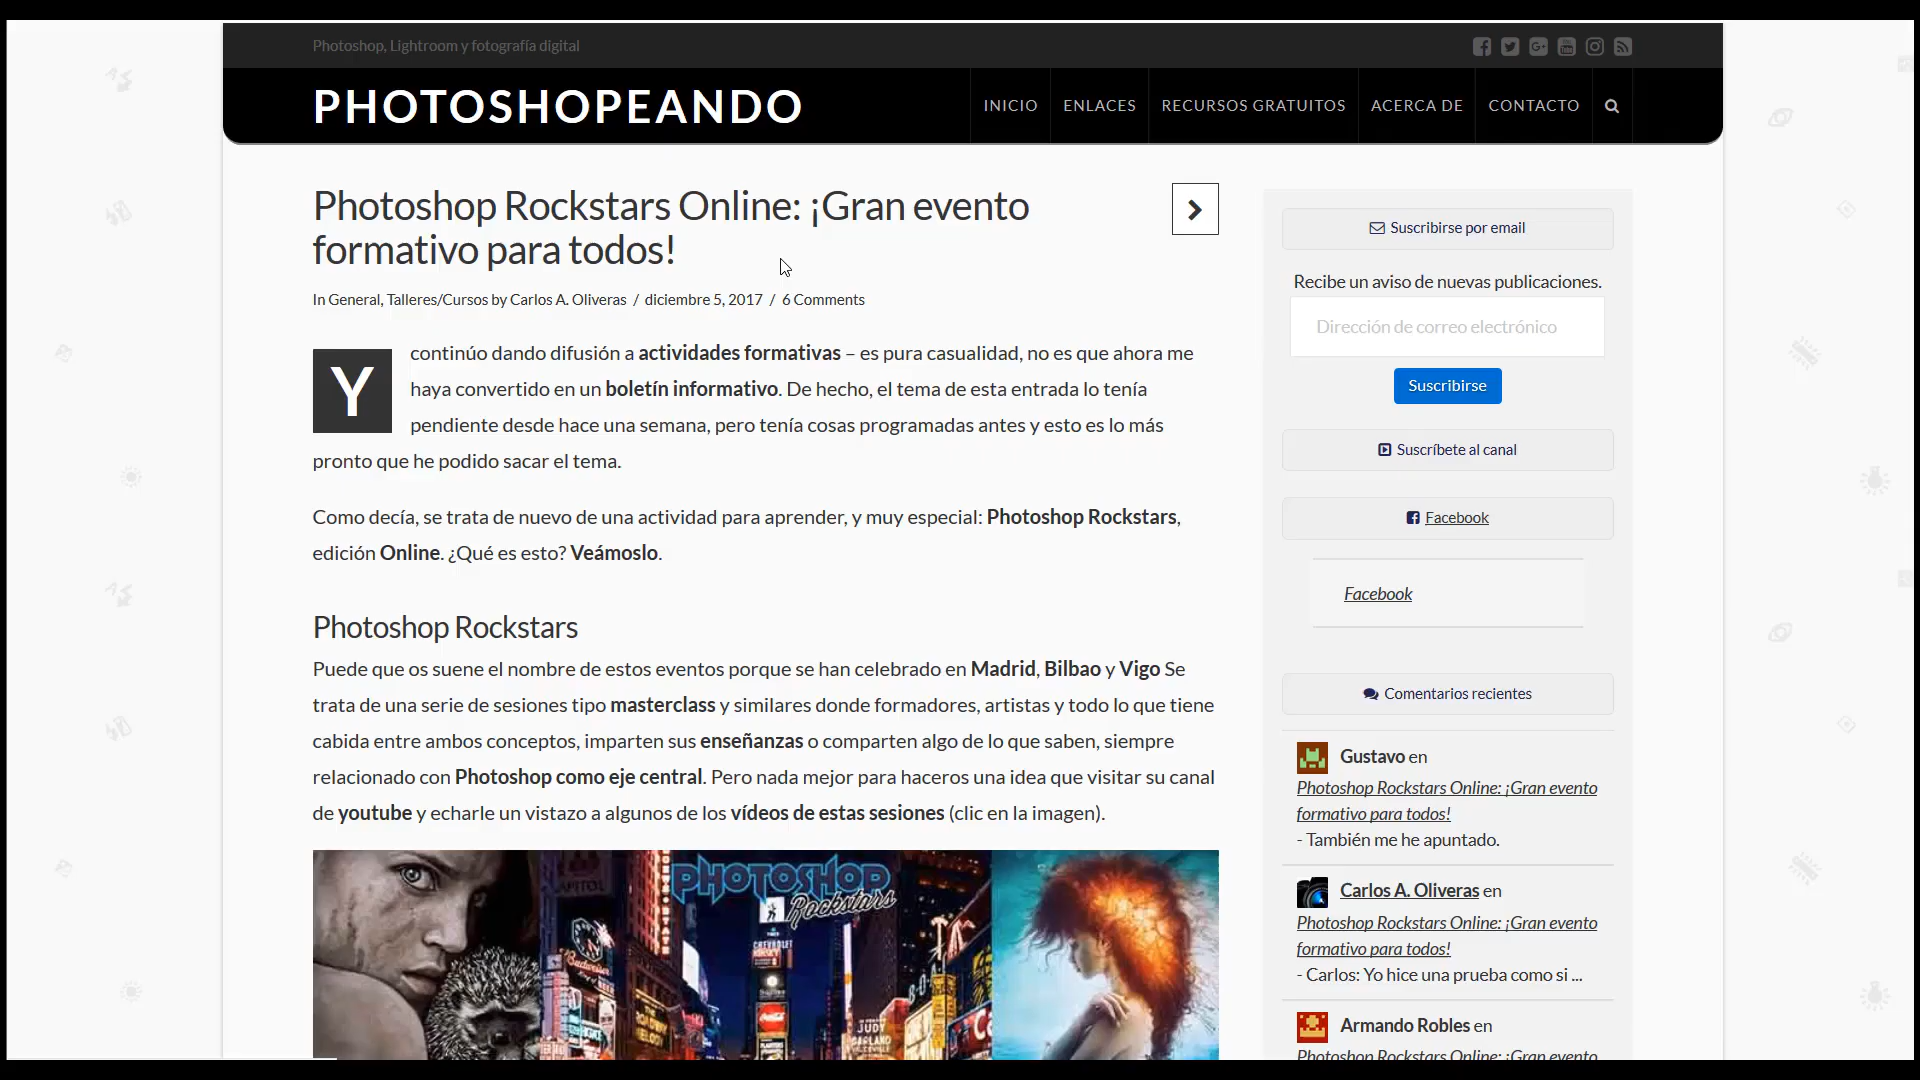 Photoshop, Lightroom y fotografía digital
PHOTOSHOPEANDO
INICIO
ENLACES
RECURSOS GRATUITOS
ACERCA DE
CONTACTO
Photoshop Rockstars Online: ¡Gran evento
formativo para todos!
In General, Talleres/Cursos by Carlos A. Oliveras / diciembre 5, 2017 / 6 Comments
Y continúo dando difusión a actividades formativas – es pura casualidad, no es que ahora me
haya convertido en un boletín informativo. De hecho, el tema de esta entrada lo tenía
pendiente desde hace una semana, pero tenía cosas programadas antes y esto es lo más
pronto que he podido sacar el tema.
Como decía, se trata de nuevo de una actividad para aprender, y muy especial: Photoshop Rockstars,
edición Online. ¿Qué es esto? Veámoslo.
Photoshop Rockstars
Puede que os suene el nombre de estos eventos porque se han celebrado en Madrid, Bilbao y Vigo Se
trata de una serie de sesiones tipo masterclass y similares donde formadores, artistas y todo lo que tiene
cabida entre ambos conceptos, imparten sus enseñanzas o comparten algo de lo que saben, siempre
relacionado con Photoshop como eje central. Pero nada mejor para haceros una idea que visitar su canal
de youtube y echarle un vistazo a algunos de los vídeos de estas sesiones (clic en la imagen).
PHOTOSHOP
Rockstars
CAPITOL
Budweiser
CHEVROLET
JUDY
GARLAND
Suscribirse por email
Recibe un aviso de nuevas publicaciones.
Dirección de correo electrónico
Suscribirse
Suscríbete al canal
Facebook
Facebook
Comentarios recientes
Gustavo en
Photoshop Rockstars Online: ¡Gran evento
formativo para todos!
- También me he apuntado.
Carlos A. Oliveras en
Photoshop Rockstars Online: ¡Gran evento
formativo para todos!
- Carlos: Yo hice una prueba como si ...
Armando Robles en
Photoshop Rockstars Online: ¡Gran evento